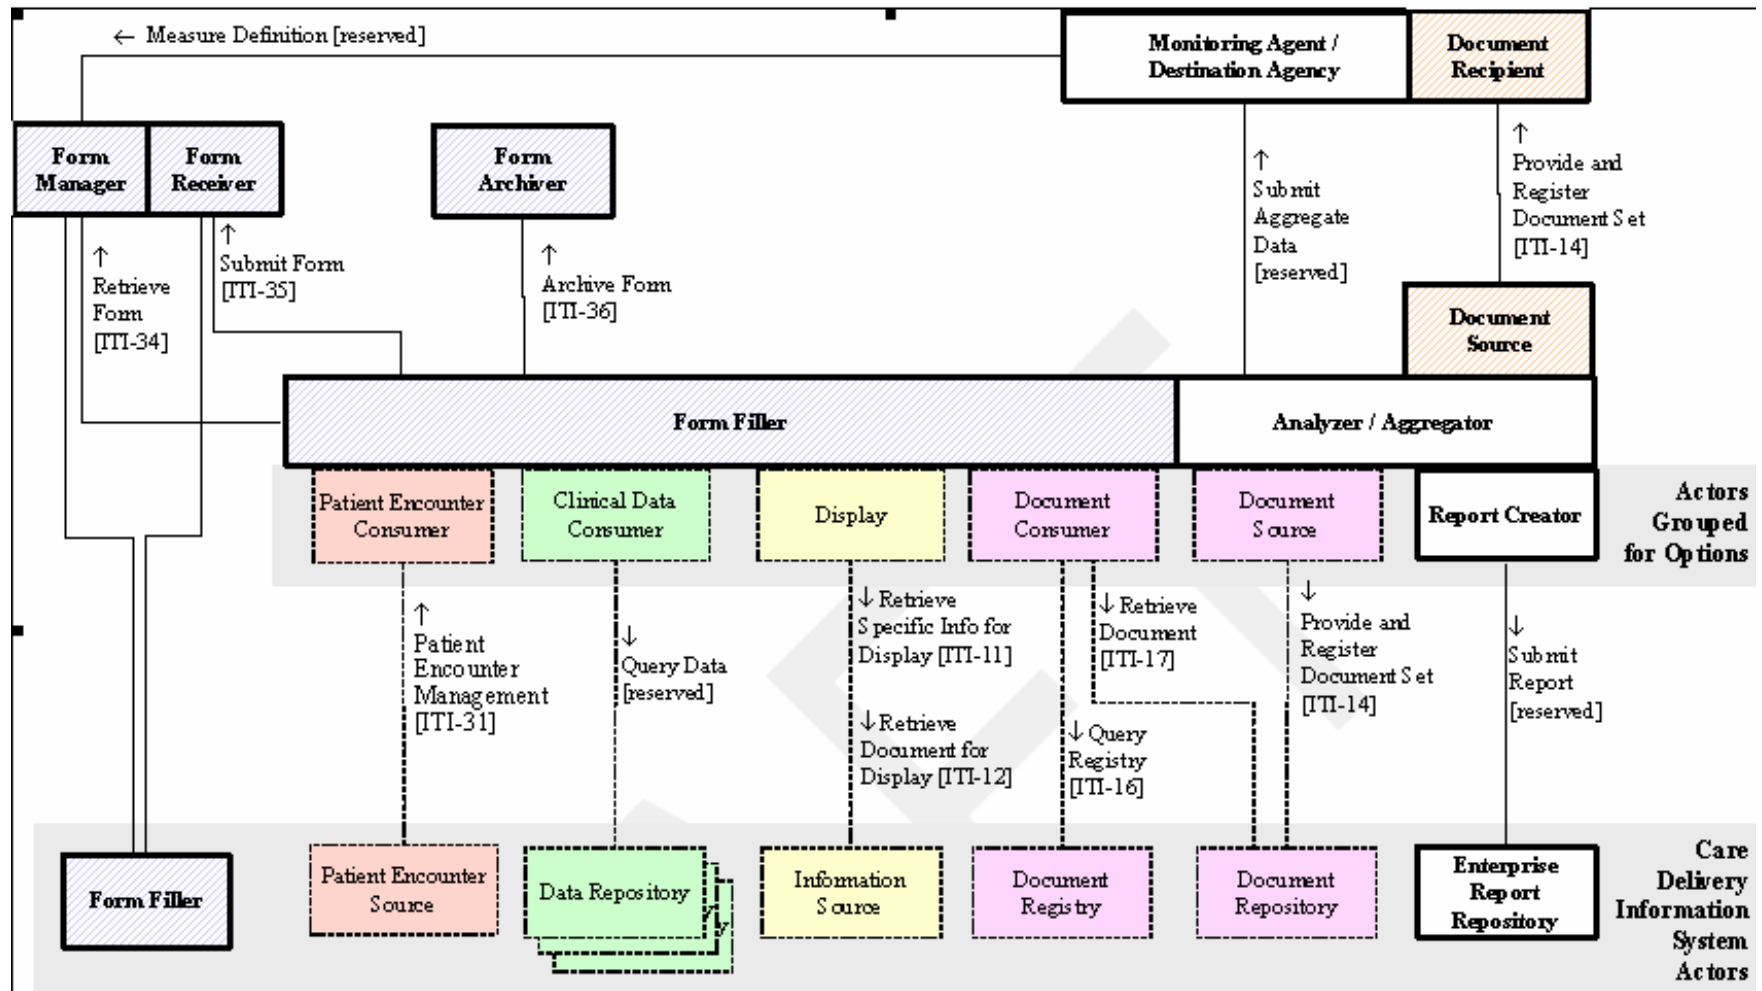 ← Measure Definition [reserved]
Monitoring Agent /
Destination Agency
Document
Recipient
Form
Manager
Form
Receiver
Form
Archiver
↑
Retrieve
Form
[ITI-34]
↑
Submit Form
[ITI-35]
↑
Archive Form
[ITI-36]
↑
Submit
Aggregate
Data
[reserved]
↑
Provide and
Register
Document Set
[ITI-14]
Document
Source
Form Filler
Analyzer / Aggregator
Patient Encounter
Consumer
Clinical Data
Consumer
Display
Document
Consumer
Document
Source
Report Creator
Actors
Grouped
for Options
↑
Patient
Encounter
Management
[ITI-31]
↓
Query Data
[reserved]
↓ Retrieve
Specific Info for
Display [ITI-11]
↓ Retrieve
Document for
Display [ITI-12]
↓ Retrieve
Document
[ITI-17]
↓ Query
Registry
[ITI-16]
↓
Provide and
Register
Document Set
[ITI-14]
↓
Submit
Report
[reserved]
Form Filler
Patient Encounter
Source
Data Repository
y
Information
Source
Document
Registry
Document
Repository
Enterprise
Report
Repository
Care
Delivery
Information
System
Actors